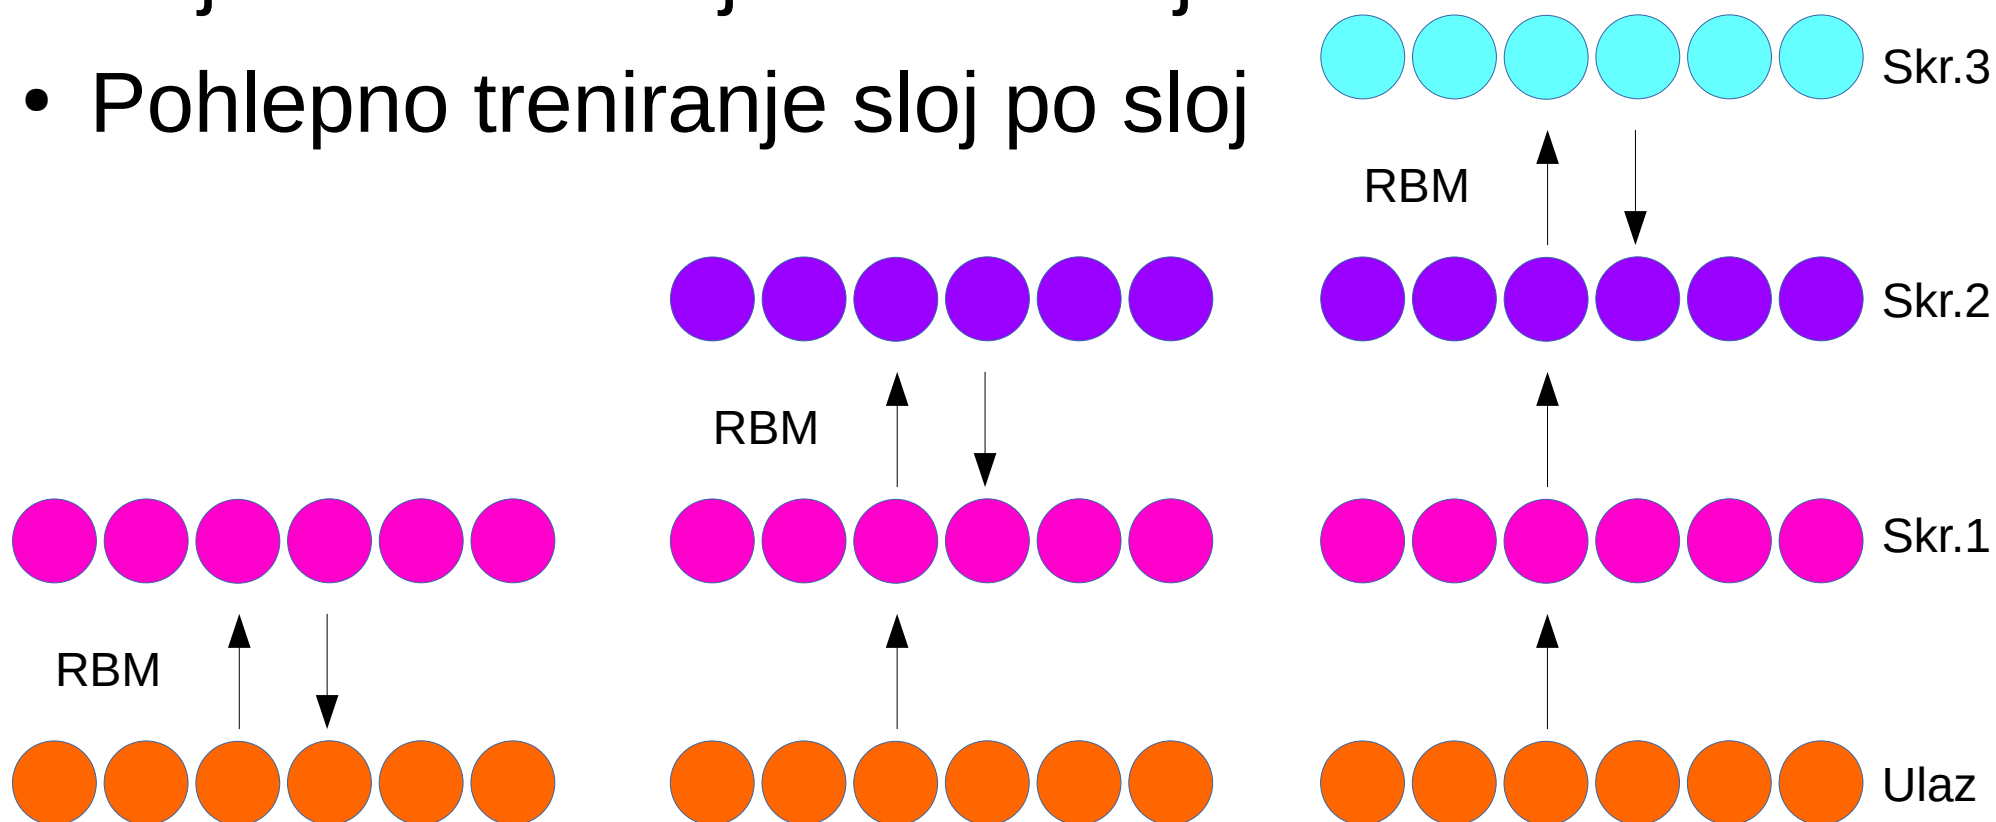 • Pohlepno treniranje sloj po sloj
Skr.3
RBM
Skr.2
RBM
Skr.1
RBM
Ulaz